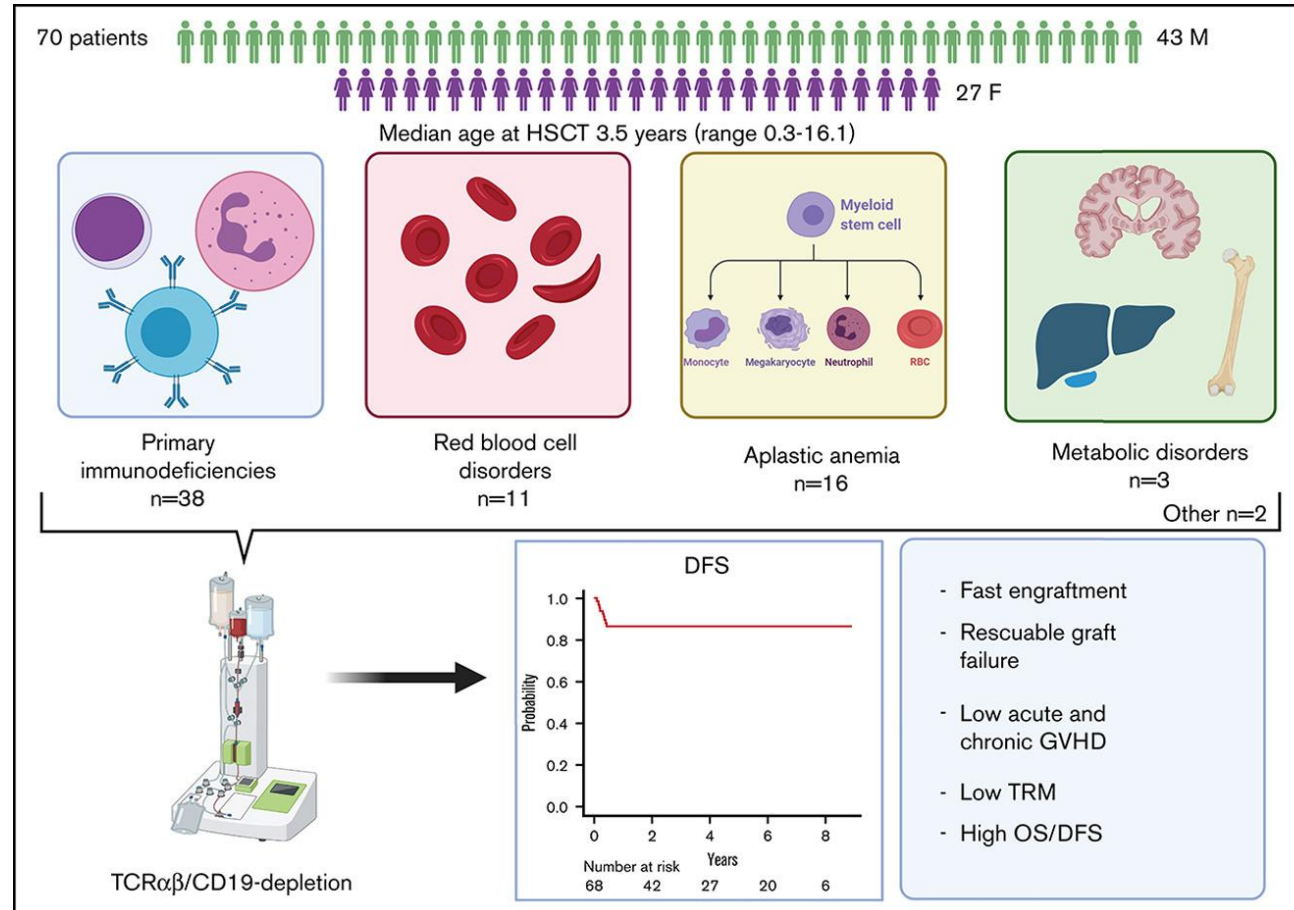 70 patients
43 M
27 F
Median age at HSCT 3.5 years (range 0.3-16.1)
Myeloid
stem cell
Monocyte
Megakaryocyte
Neutrophil
RBC
Primary
immunodeficiencies
n=38
Red blood cell
disorders
n=11
Aplastic anemia
n=16
Metabolic disorders
n=3
Other n=2
TCRαβ/CD19-depletion
DFS
Probability
1.0
0.8
0.6
0.4
0.2
0.0
0 2 4 6 8
Years
Number at risk
68 42 27 20 6
- Fast engraftment
- Rescuable graft
failure
- Low acute and
chronic GVHD
- Low TRM
- High OS/DFS